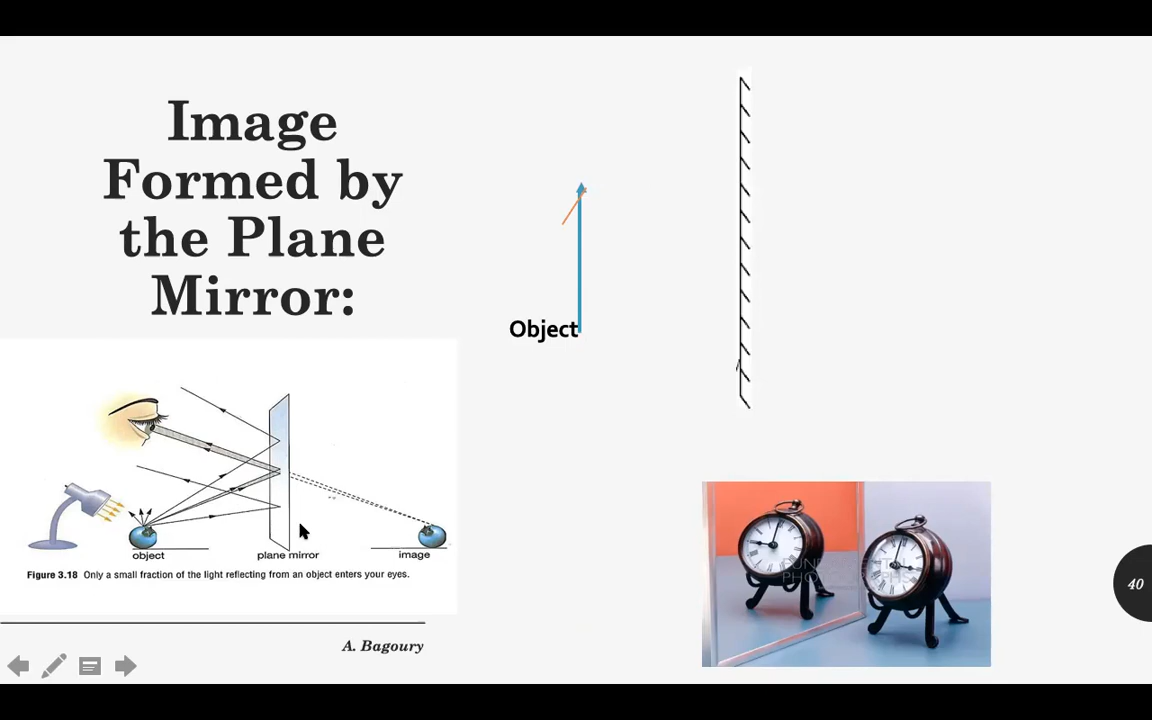 Image
Formed by
the Plane
Mirror:
Object
object
plane mirror
image
Figure 3.18 Only a small fraction of the light reflecting from an object enters your eyes.
A. Bagoury
40